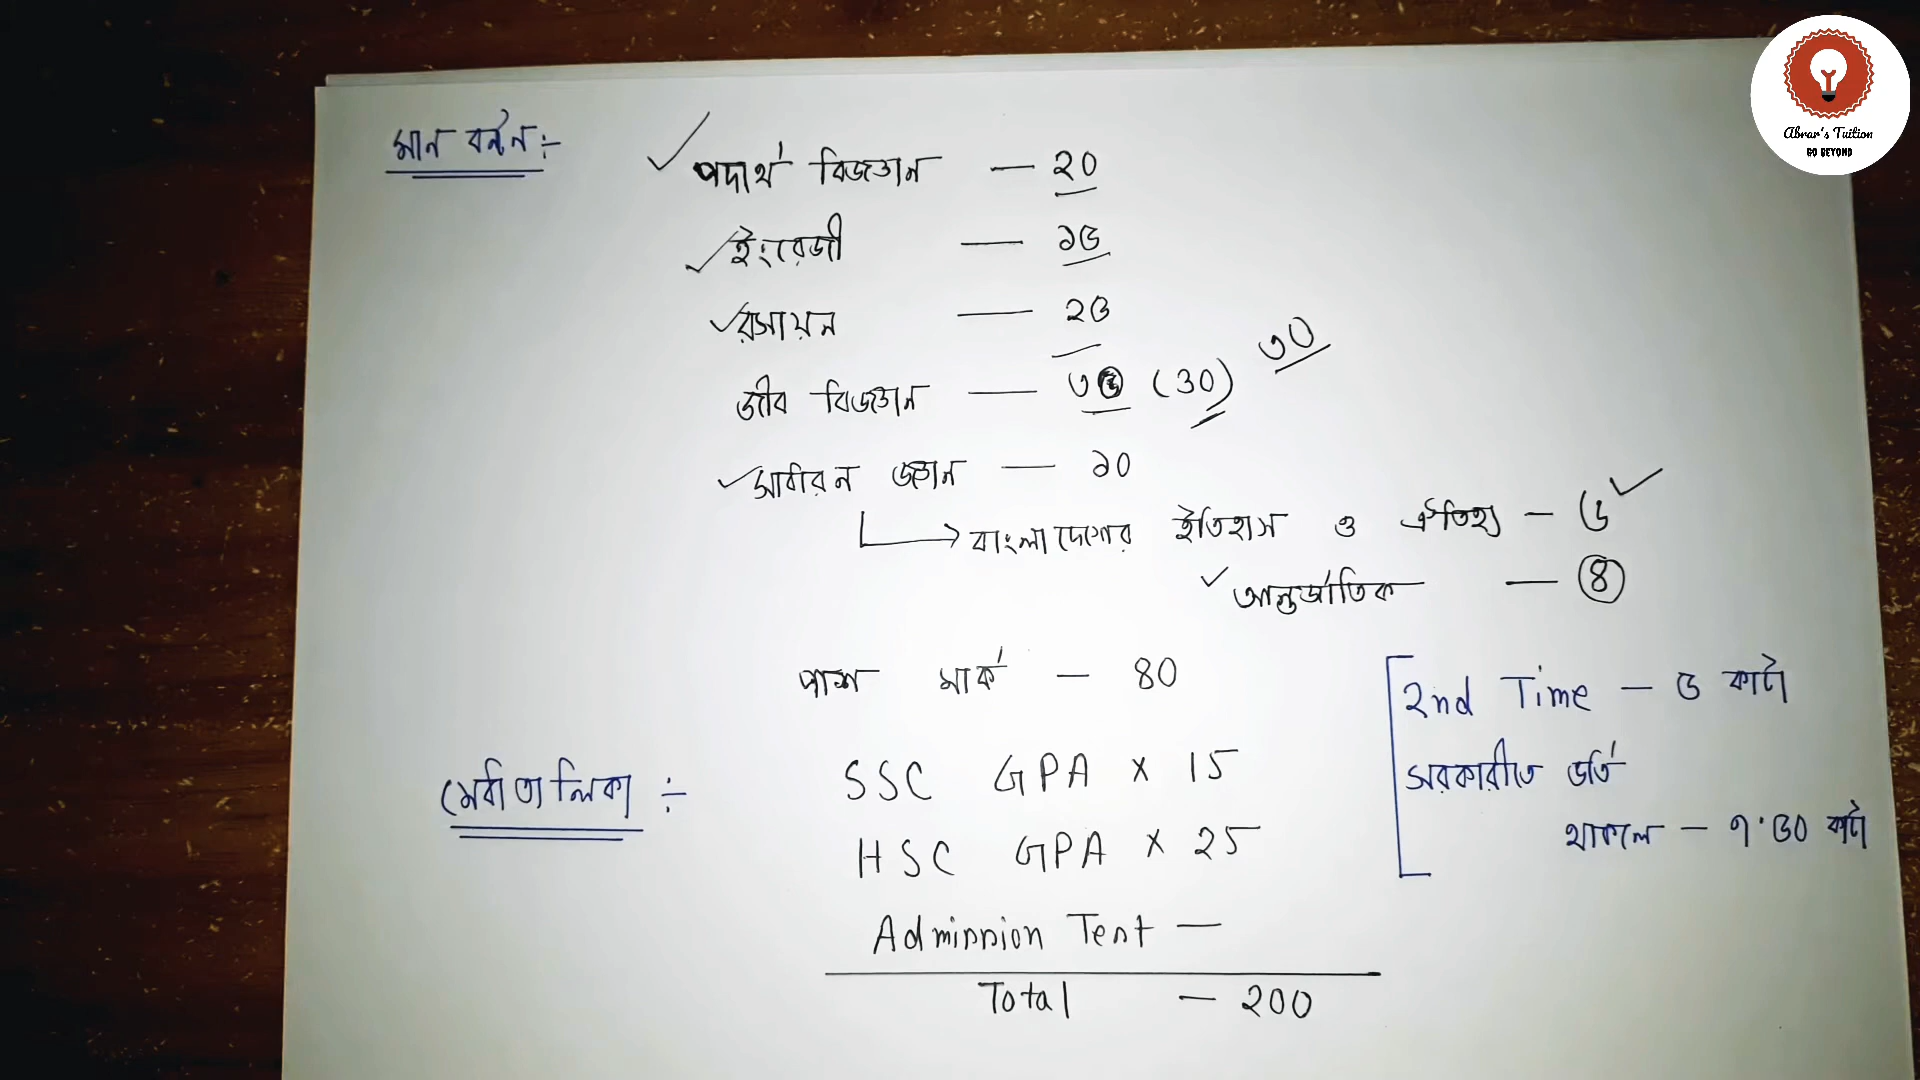 মান বন্টন :-
পদার্থ বিজ্ঞান — ২০
ইংরেজী — ১৫
রসায়ন — ২৫
জীব বিজ্ঞান — ৩৫ (30) ৩০
সাধারন জ্ঞান — ১০
বাংলাদেশের ইতিহাস ও ঐতিহ্য — ৬
আন্তর্জাতিক — ৪
পাশ মার্ক — 80
মেধাতালিকা :-
SSC GPA × 15
HSC GPA × 25
Admission Test —
Total — 200
2nd Time — ৫ কাটা
সরকারীতে ভর্তি
থাকলে — ৭.৫০ কাটা
Abrar's Tuition
GO BEYOND